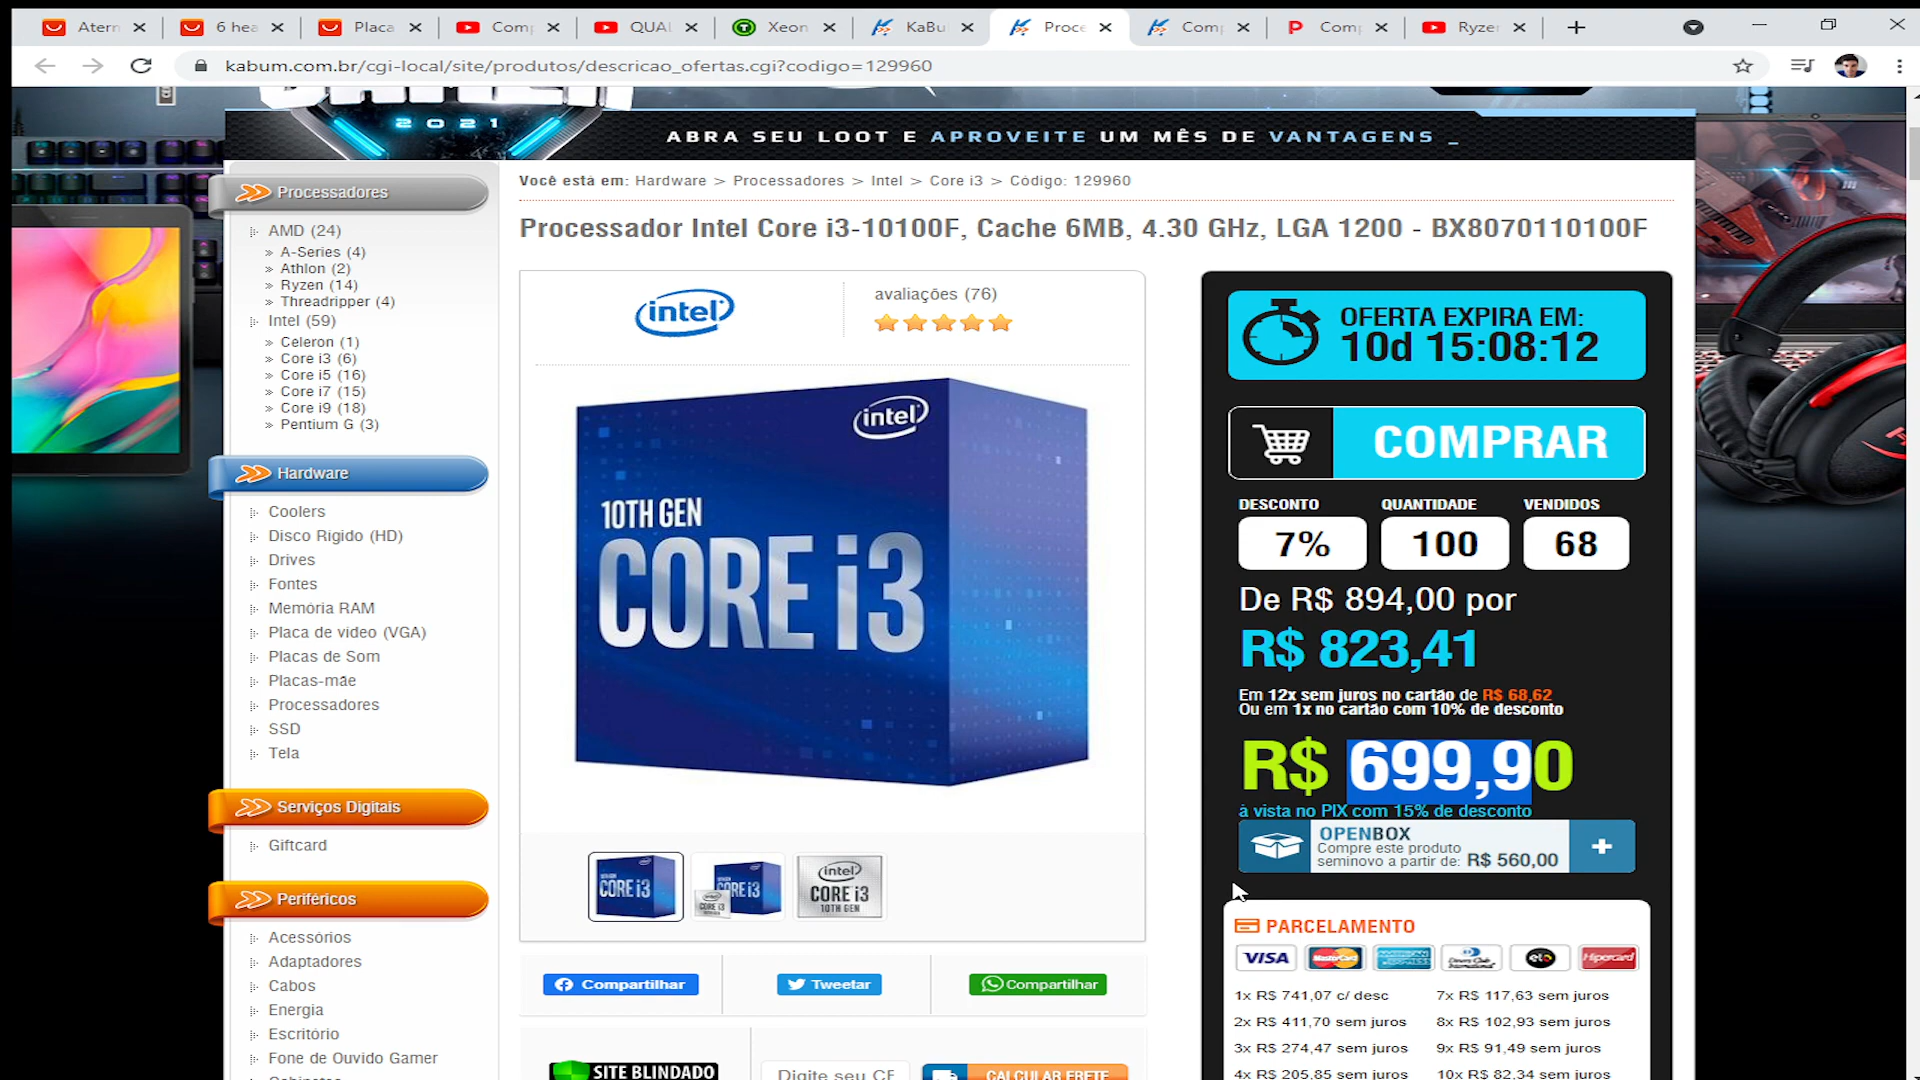 Atern
6 hea
Placa
Comp
QUAL
Xeon
KaBu
Proce
Comp
Comp
Ryze
kabum.com.br/cgi-local/site/produtos/descricao_ofertas.cgi?codigo=129960
2021
ABRA SEU LOOT E APROVEITE UM MÊS DE VANTAGENS _
Você está em: Hardware > Processadores > Intel > Core i3 > Código: 129960
Processador Intel Core i3-10100F, Cache 6MB, 4.30 GHz, LGA 1200 - BX8070110100F
Processadores
AMD (24)
» A-Series (4)
» Athlon (2)
» Ryzen (14)
» Threadripper (4)
Intel (59)
» Celeron (1)
» Core i3 (6)
» Core i5 (16)
» Core i7 (15)
» Core i9 (18)
» Pentium G (3)
Hardware
Coolers
Disco Rígido (HD)
Drives
Fontes
Memória RAM
Placa de vídeo (VGA)
Placas de Som
Placas-mãe
Processadores
SSD
Tela
Serviços Digitais
Giftcard
Periféricos
Acessórios
Adaptadores
Cabos
Energia
Escritório
Fone de Ouvido Gamer
intel
avaliações (76)
intel
10TH GEN
CORE i3
CORE i3
CORE i3
intel
CORE i3
10TH GEN
Compartilhar
Tweetar
Compartilhar
SITE BLINDADO
Digite seu CE
CALCULAR FRETE
OFERTA EXPIRA EM:
10d 15:08:12
COMPRAR
DESCONTO QUANTIDADE VENDIDOS
7% 100 68
De R$ 894,00 por
R$ 823,41
Em 12x sem juros no cartão de R$ 68,62
Ou em 1x no cartão com 10% de desconto
R$ 699,90
à vista no PIX com 15% de desconto
OPENBOX
Compre este produto
seminovo a partir de: R$ 560,00
+
PARCELAMENTO
VISA MasterCard AMERICAN EXPRESS Diners Club International elo Hipercard
1x R$ 741,07 c/ desc 7x R$ 117,63 sem juros
2x R$ 411,70 sem juros 8x R$ 102,93 sem juros
3x R$ 274,47 sem juros 9x R$ 91,49 sem juros
4x R$ 205,85 sem juros 10x R$ 82,34 sem juros